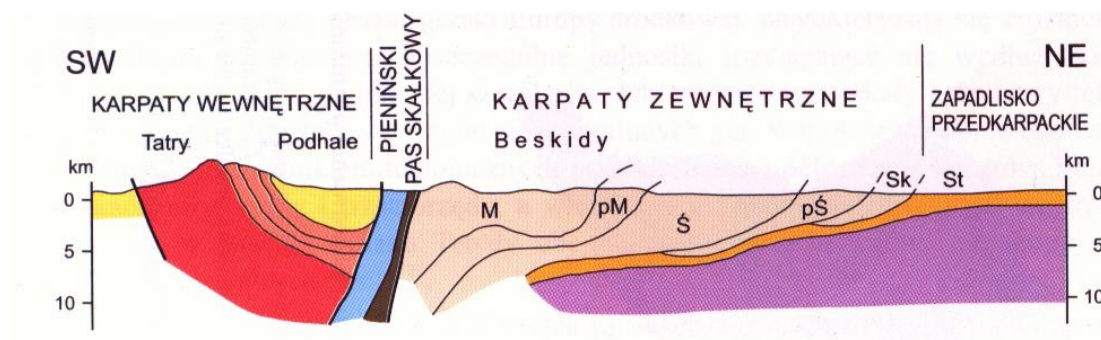 SW
NE
KARPATY WEWNĘTRZNE
PIENIŃSKI
PAS SKAŁKOWY
KARPATY ZEWNĘTRZNE
ZAPADLISKO
PRZEDKARPACKIE
Tatry
Podhale
Beskidy
km
km
0
5
10
M
pM
Ś
pŚ
Sk
St
0
5
10